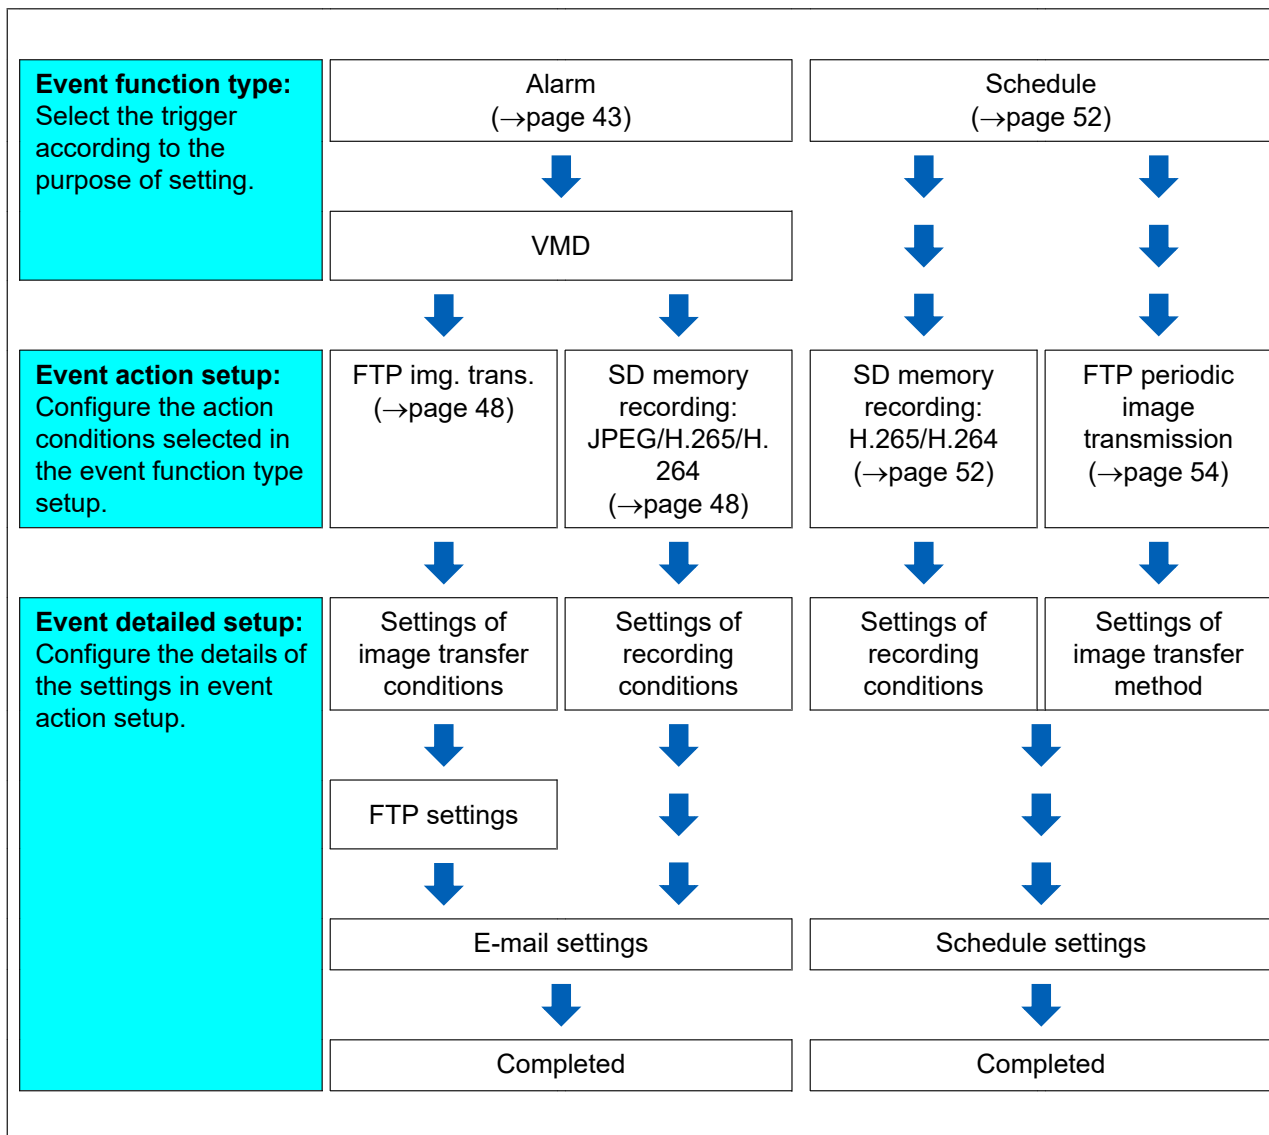 Event function type:
Select the trigger
according to the
purpose of setting.
Alarm
(→page 43)
Schedule
(→page 52)
VMD
Event action setup:
Configure the action
conditions selected in
the event function type
setup.
FTP img. trans.
(→page 48)
SD memory
recording:
JPEG/H.265/H.
264
(→page 48)
SD memory
recording:
H.265/H.264
(→page 52)
FTP periodic
image
transmission
(→page 54)
Event detailed setup:
Configure the details of
the settings in event
action setup.
Settings of
image transfer
conditions
Settings of
recording
conditions
Settings of
recording
conditions
Settings of
image transfer
method
FTP settings
E-mail settings
Schedule settings
Completed
Completed